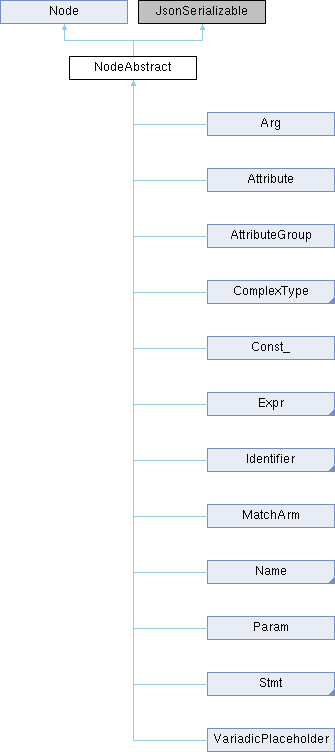 Node
JsonSerializable
NodeAbstract
Arg
Attribute
AttributeGroup
ComplexType
Const_
Expr
Identifier
MatchArm
Name
Param
Stmt
VariadicPlaceholder